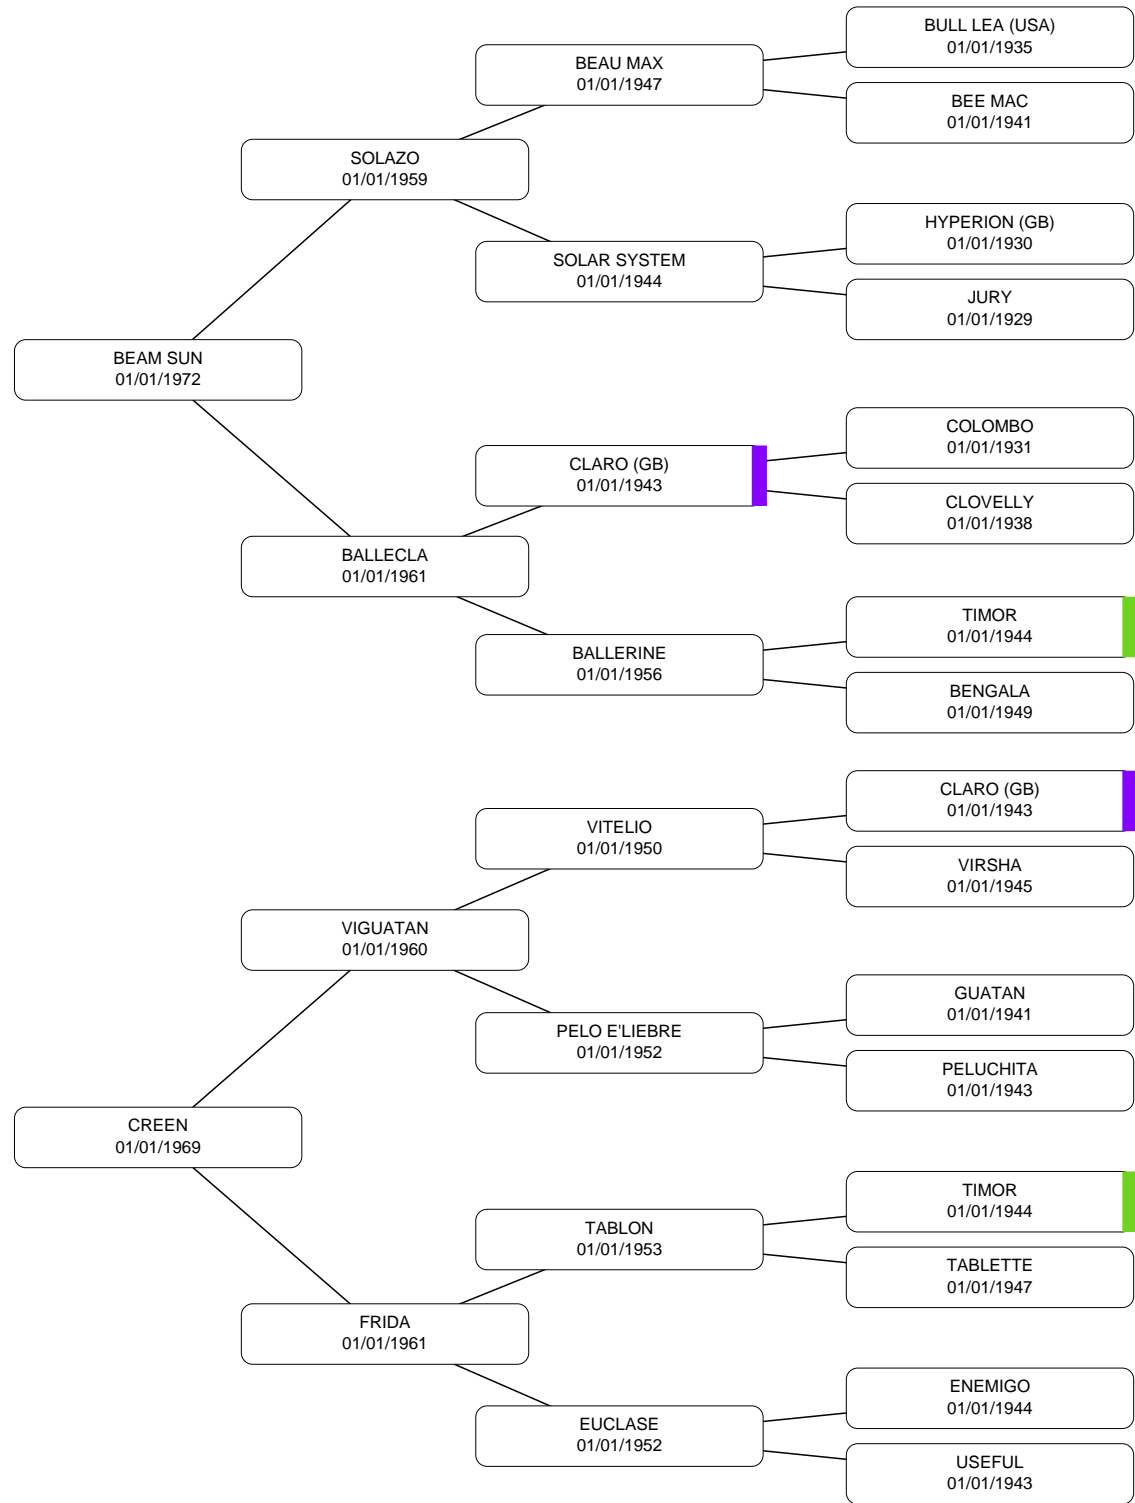 BULL LEA (USA)
01/01/1935
BEAU MAX
01/01/1947
BEE MAC
01/01/1941
SOLAZO
01/01/1959
HYPERION (GB)
01/01/1930
SOLAR SYSTEM
01/01/1944
JURY
01/01/1929
BEAM SUN
01/01/1972
COLOMBO
01/01/1931
CLARO (GB)
01/01/1943
CLOVELLY
01/01/1938
BALLECLA
01/01/1961
TIMOR
01/01/1944
BALLERINE
01/01/1956
BENGALA
01/01/1949
CLARO (GB)
01/01/1943
VITELIO
01/01/1950
VIRSHA
01/01/1945
VIGUATAN
01/01/1960
GUATAN
01/01/1941
PELO E'LIEBRE
01/01/1952
PELUCHITA
01/01/1943
CREEN
01/01/1969
TIMOR
01/01/1944
TABLON
01/01/1953
TABLETTE
01/01/1947
FRIDA
01/01/1961
ENEMIGO
01/01/1944
EUCLASE
01/01/1952
USEFUL
01/01/1943